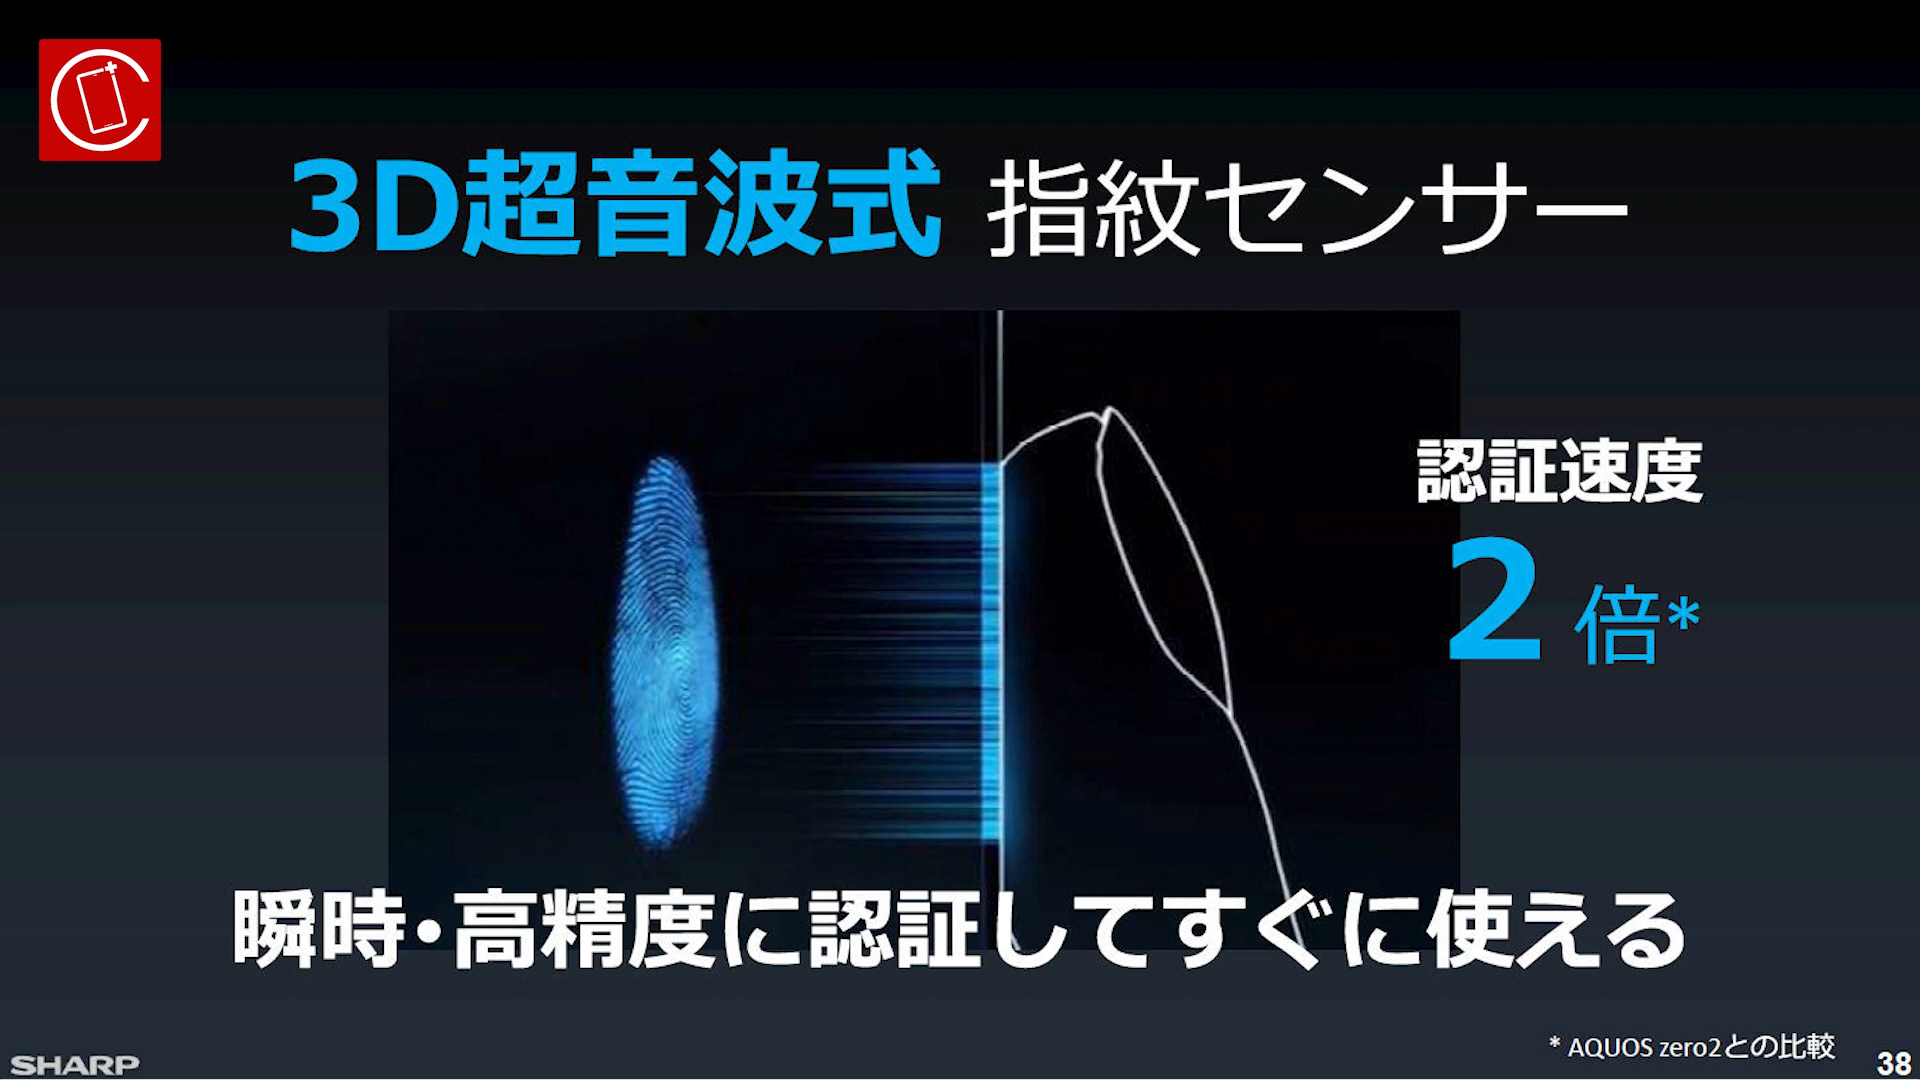 3D超音波式 指紋センサー
認証速度
2倍*
瞬時・高精度に認証してすぐに使える
* AQUOS zero2との比較
SHARP
38